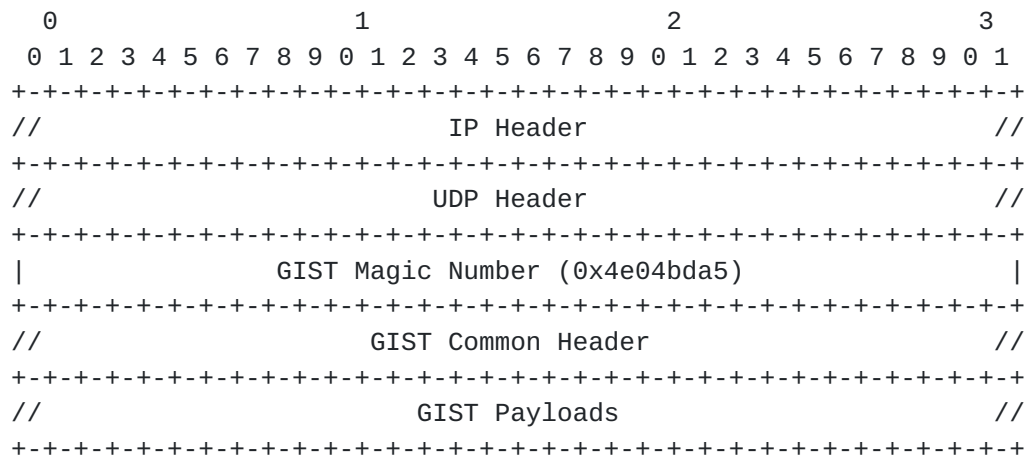 0                   1                   2                   3
 0 1 2 3 4 5 6 7 8 9 0 1 2 3 4 5 6 7 8 9 0 1 2 3 4 5 6 7 8 9 0 1
+-+-+-+-+-+-+-+-+-+-+-+-+-+-+-+-+-+-+-+-+-+-+-+-+-+-+-+-+-+-+-+-+
//                          IP Header                          //
+-+-+-+-+-+-+-+-+-+-+-+-+-+-+-+-+-+-+-+-+-+-+-+-+-+-+-+-+-+-+-+-+
//                         UDP Header                          //
+-+-+-+-+-+-+-+-+-+-+-+-+-+-+-+-+-+-+-+-+-+-+-+-+-+-+-+-+-+-+-+-+
|                GIST Magic Number (0x4e04bda5)                 |
+-+-+-+-+-+-+-+-+-+-+-+-+-+-+-+-+-+-+-+-+-+-+-+-+-+-+-+-+-+-+-+-+
//                     GIST Common Header                      //
+-+-+-+-+-+-+-+-+-+-+-+-+-+-+-+-+-+-+-+-+-+-+-+-+-+-+-+-+-+-+-+-+
//                        GIST Payloads                        //
+-+-+-+-+-+-+-+-+-+-+-+-+-+-+-+-+-+-+-+-+-+-+-+-+-+-+-+-+-+-+-+-+